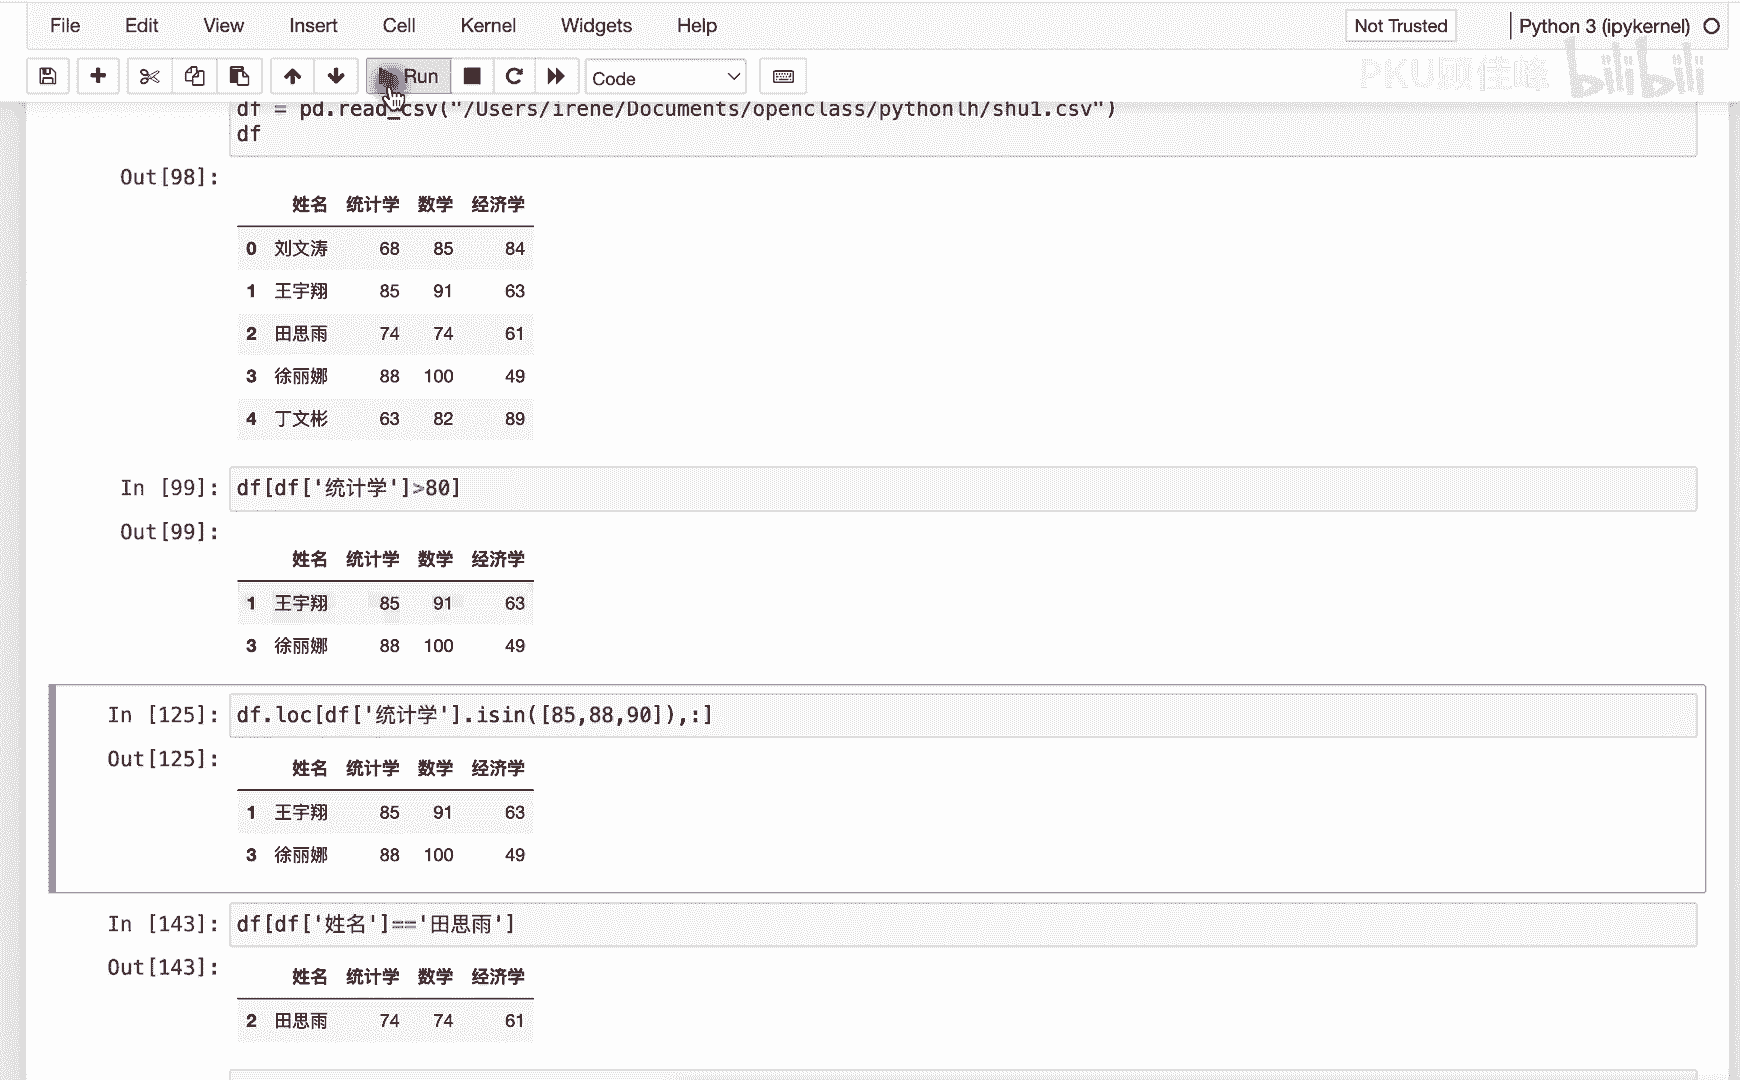 File Edit View Insert Cell Kernel Widgets Help Not Trusted Python 3 (ipykernel)
Run Code PKU顾佳峰 bilibili
df = pd.read_csv("/Users/irene/Documents/openclass/pythonlh/shu1.csv")
df
Out[98]:
姓名 统计学 数学 经济学
0 刘文涛 68 85 84
1 王宇翔 85 91 63
2 田思雨 74 74 61
3 徐丽娜 88 100 49
4 丁文彬 63 82 89
In [99]: df[df['统计学']>80]
Out[99]:
姓名 统计学 数学 经济学
1 王宇翔 85 91 63
3 徐丽娜 88 100 49
In [125]: df.loc[df['统计学'].isin([85,88,90]),:]
Out[125]:
姓名 统计学 数学 经济学
1 王宇翔 85 91 63
3 徐丽娜 88 100 49
In [143]: df[df['姓名']=='田思雨']
Out[143]:
姓名 统计学 数学 经济学
2 田思雨 74 74 61